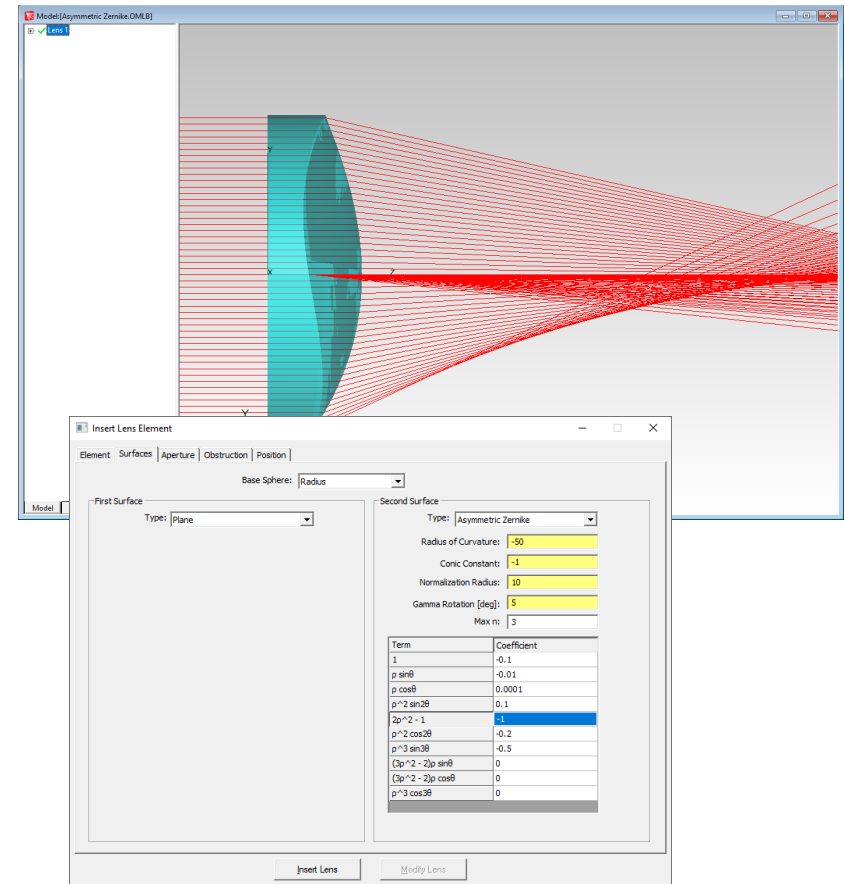 Model:[Asymmetric Zernike.OMLB]
Lens 1
Y
X
Z
Y
Model
Insert Lens Element
Element Surfaces Aperture Obstruction Position
Base Sphere: Radius
First Surface
Type: Plane
Second Surface
Type: Asymmetric Zernike
Radius of Curvature: -50
Conic Constant: -1
Normalization Radius: 10
Gamma Rotation [deg]: 5
Max n: 3
Term Coefficient
1 -0.1
ρ sinθ -0.01
ρ cosθ 0.0001
ρ^2 sin2θ 0.1
2ρ^2 - 1 -1
ρ^2 cos2θ -0.2
ρ^3 sin3θ -0.5
(3ρ^2 - 2)ρ sinθ 0
(3ρ^2 - 2)ρ cosθ 0
ρ^3 cos3θ 0
Insert Lens Modify Lens